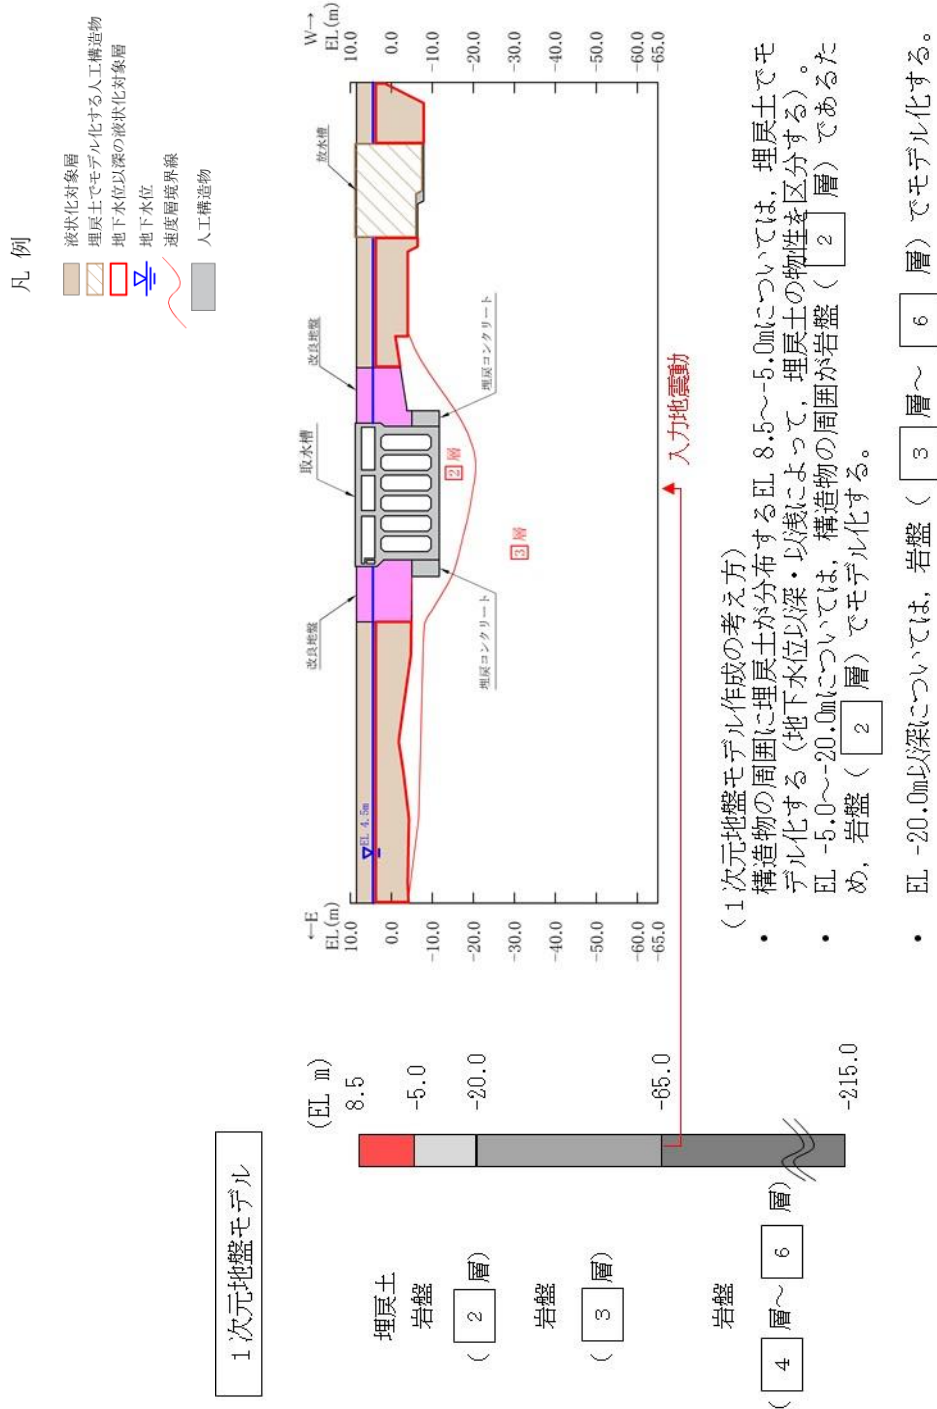 1次元地盤モデル
(EL m)
8.5
-5.0
-20.0
-65.0
-215.0
埋戻土
岩盤
( 2 層)
岩盤
( 3 層)
岩盤
( 4 層～ 6 層)
←E
EL(m)
10.0
0.0
-10.0
-20.0
-30.0
-40.0
-50.0
-60.0
-65.0
EL 4.5m
改良地盤
取水槽
改良地盤
放水槽
埋戻コンクリート
埋戻コンクリート
2 層
3 層
入力地震動
W→
EL(m)
10.0
0.0
-10.0
-20.0
-30.0
-40.0
-50.0
-60.0
-65.0
凡 例
液状化対象層
埋戻土でモデル化する人工構造物
地下水位以深の液状化対象層
地下水位
速度層境界線
人工構造物
(1次元地盤モデル作成の考え方)
・ 構造物の周囲に埋戻土が分布するEL 8.5～-5.0mについては，埋戻土でモ
デル化する（地下水位以深・以浅によって，埋戻土の物性を区分する）。
・ EL -5.0～-20.0mについては，構造物の周囲が岩盤（ 2 層）であるた
め，岩盤（ 2 層）でモデル化する。
・ EL -20.0m以深については，岩盤（ 3 層～ 6 層）でモデル化する。